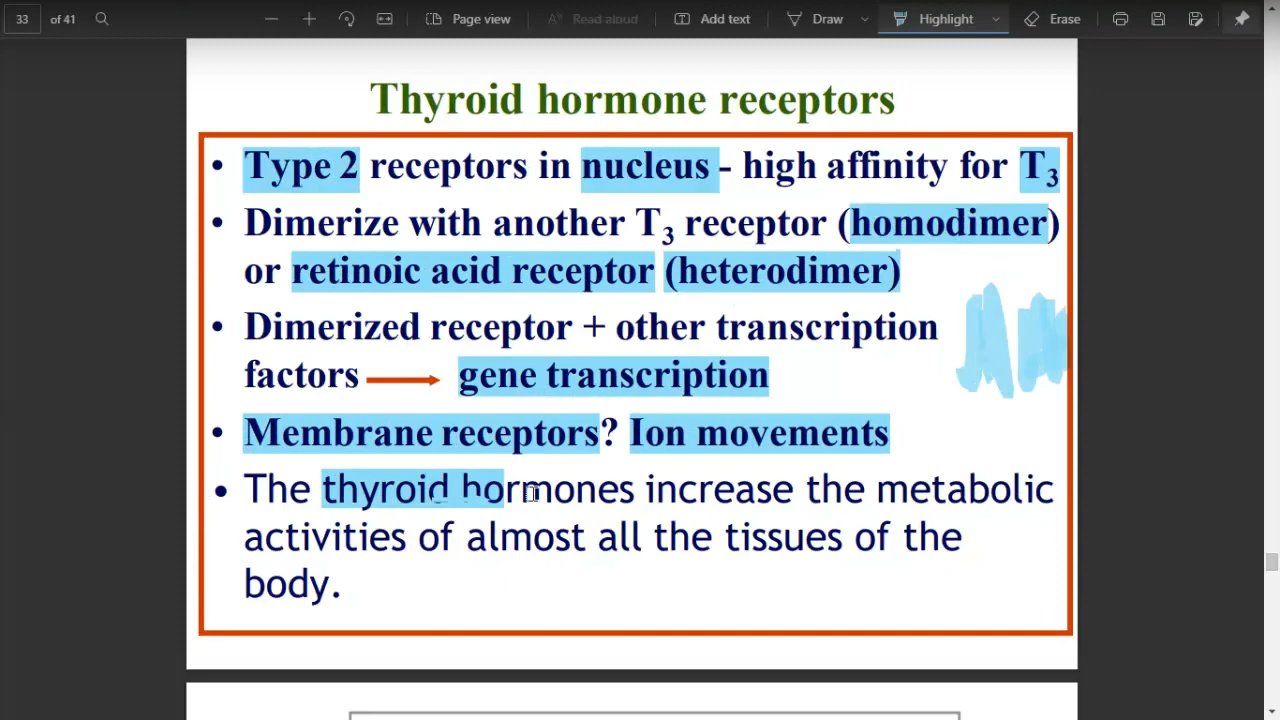 33 of 41 Page view Read aloud Add text Draw Highlight Erase
Thyroid hormone receptors
• Type 2 receptors in nucleus - high affinity for T₃
• Dimerize with another T₃ receptor (homodimer)
or retinoic acid receptor (heterodimer)
• Dimerized receptor + other transcription
factors → gene transcription
• Membrane receptors? Ion movements
• The thyroid hormones increase the metabolic
activities of almost all the tissues of the
body.